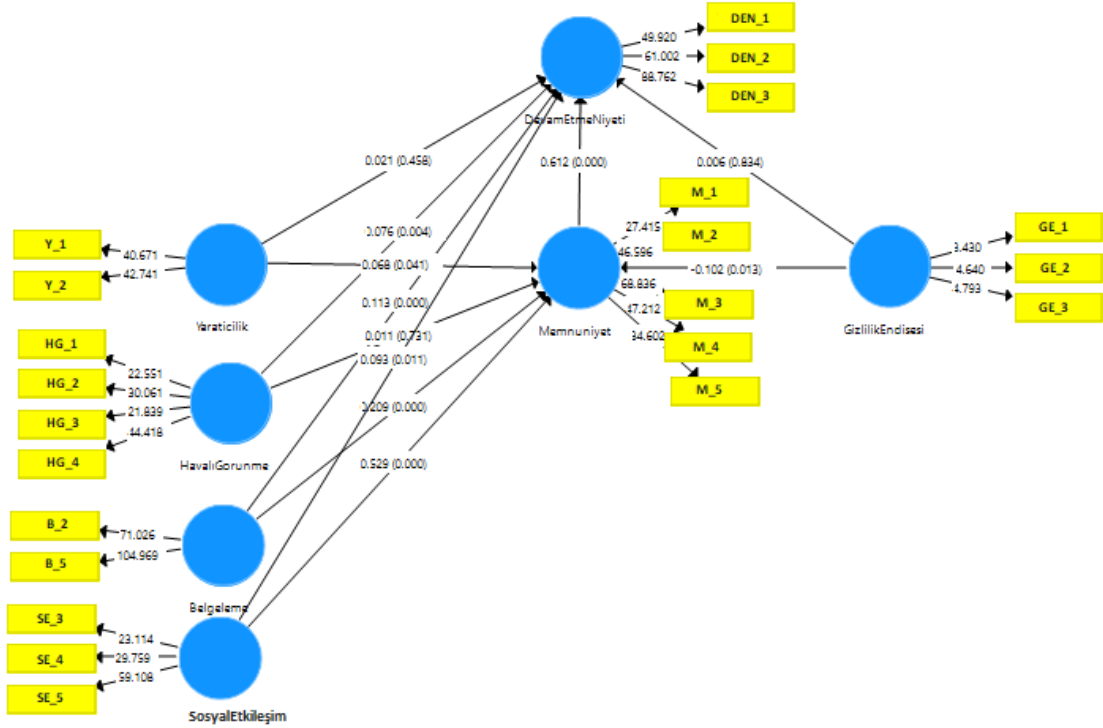 DEN_1
49.920
DEN_2
61.002
DEN_3
88.762
DevamEtmeNiyeti
0.021 (0.458)
0.612 (0.000)
0.006 (0.834)
M_1
27.415
M_2
46.596
Y_1
40.671
Y_2
42.741
Yaraticilik
0.076 (0.004)
0.068 (0.041)
-0.102 (0.013)
GE_1
GE_2
4.640
GE_3
4.793
GizlilikEndisesi
Memnuniyet
68.836
M_3
47.212
M_4
34.602
M_5
0.113 (0.000)
0.011 (0.731)
0.093 (0.011)
HG_1
22.551
HG_2
30.061
HG_3
21.839
HG_4
44.418
HavalıGorunme
0.209 (0.000)
0.529 (0.000)
B_2
71.026
B_5
104.969
Belgeleme
SE_3
23.114
SE_4
29.759
SE_5
59.108
SosyalEtkileşim